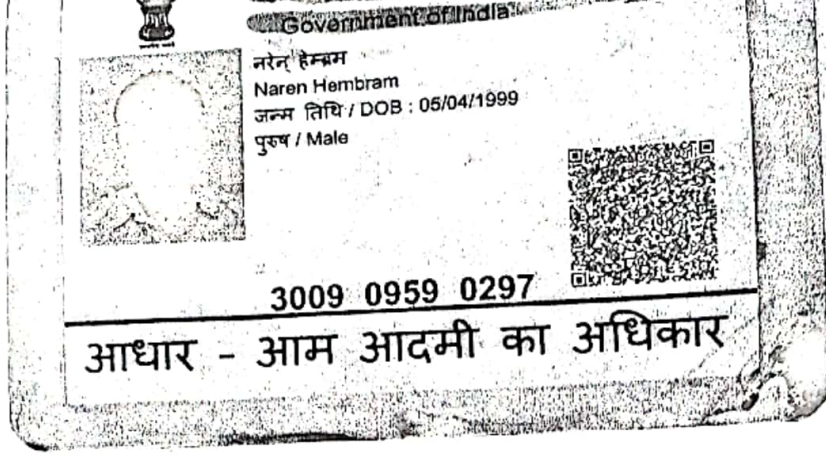 Government of India
नरेन् हेम्ब्रम
Naren Hembram
जन्म तिथि / DOB : 05/04/1999
पुरुष / Male
3009 0959 0297
आधार - आम आदमी का अधिकार